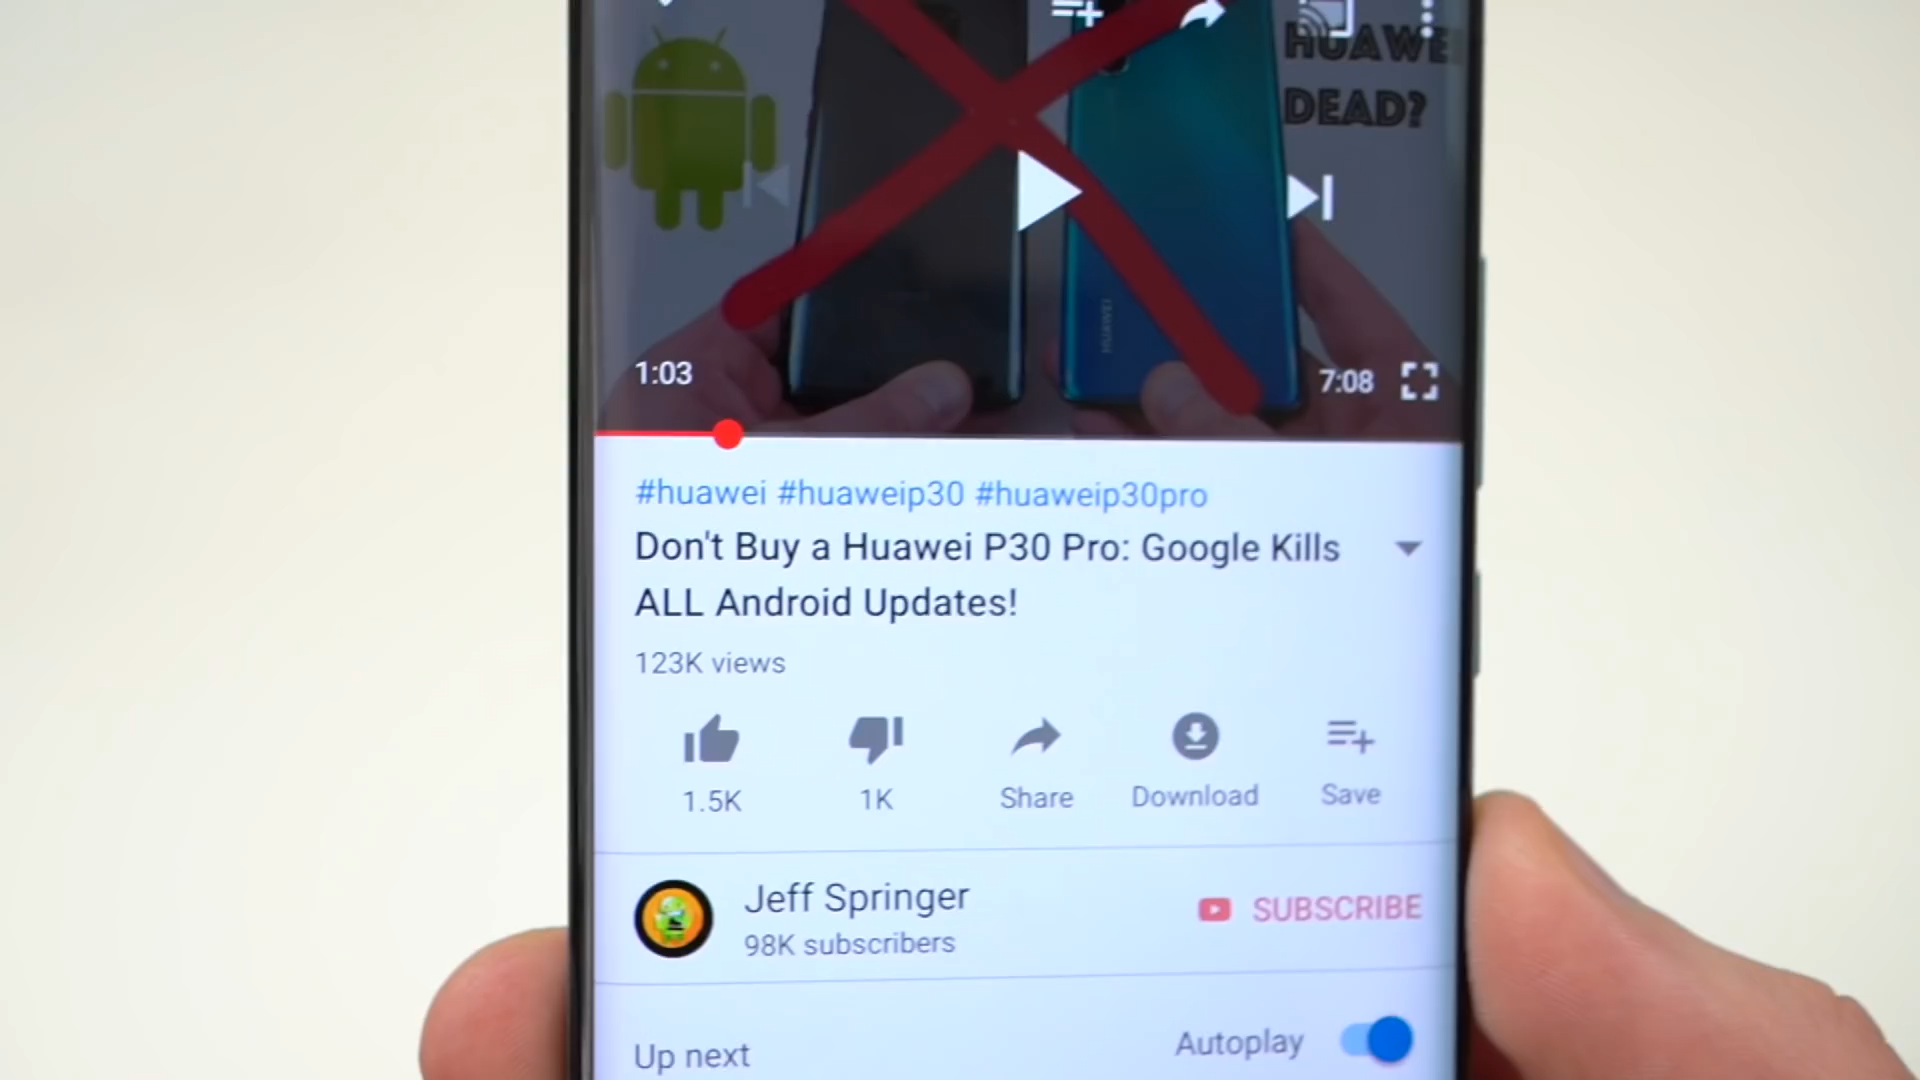 HUAWE
DEAD?
HUAWEI
1:03
7:08
#huawei #huaweip30 #huaweip30pro
Don't Buy a Huawei P30 Pro: Google Kills
ALL Android Updates!
123K views
1.5K
1K
Share
Download
Save
Jeff Springer
98K subscribers
SUBSCRIBE
Up next
Autoplay